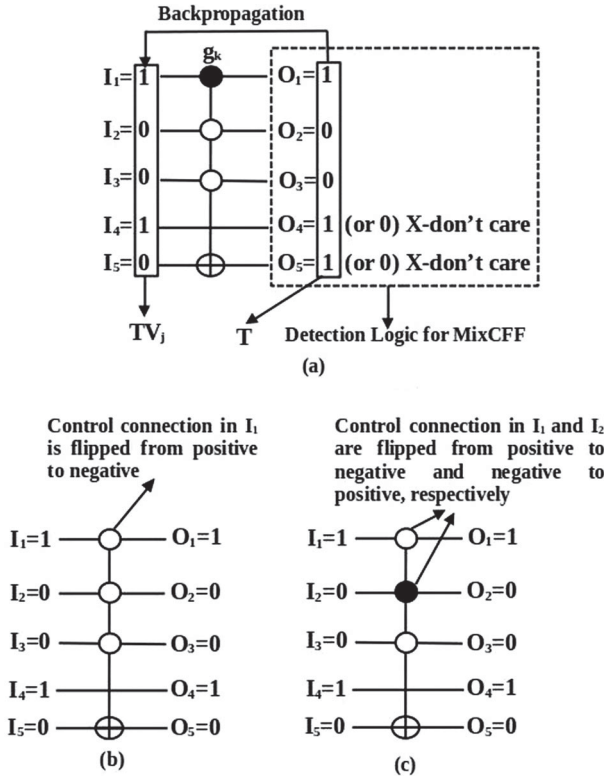 Backpropagation
gₖ
I₁= 1 O₁= 1
I₂= 0 O₂= 0
I₃= 0 O₃= 0
I₄= 1 O₄= 1 (or 0) X-don't care
I₅= 0 O₅= 1 (or 0) X-don't care
TVⱼ T Detection Logic for MixCFF
(a)
Control connection in I₁
is flipped from positive
to negative
I₁=1 O₁=1
I₂=0 O₂=0
I₃=0 O₃=0
I₄=1 O₄=1
I₅=0 O₅=0
(b)
Control connection in I₁ and I₂
are flipped from positive to
negative and negative to
positive, respectively
I₁=1 O₁=1
I₂=0 O₂=0
I₃=0 O₃=0
I₄=1 O₄=1
I₅=0 O₅=0
(c)